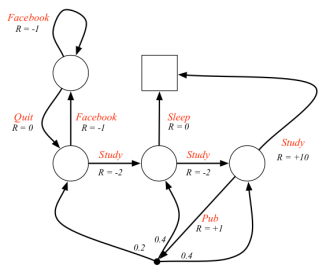 Facebook
R = -1
Quit
R = 0
Facebook
R = -1
Sleep
R = 0
Study
R = +10
Study
R = -2
Study
R = -2
Pub
R = +1
0.2
0.4
0.4